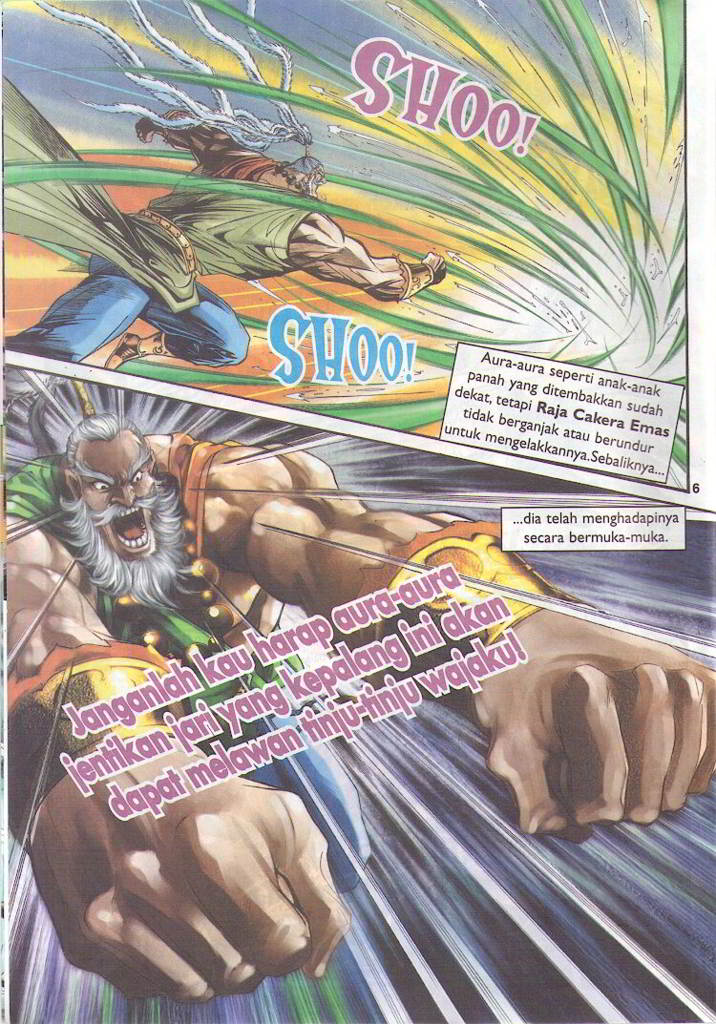 SHOO!
SHOO!
Aura-aura seperti anak-anak
panah yang ditembakkan sudah
dekat, tetapi Raja Cakera Emas
tidak berganjak atau berundur
untuk mengelakkannya.Sebaliknya...
6
...dia telah menghadapinya
secara bermuka-muka.
Janganlah kau harap aura-aura
jentikan jari yang kepalang ini akan
dapat melawan tinju-tinju wajaku!